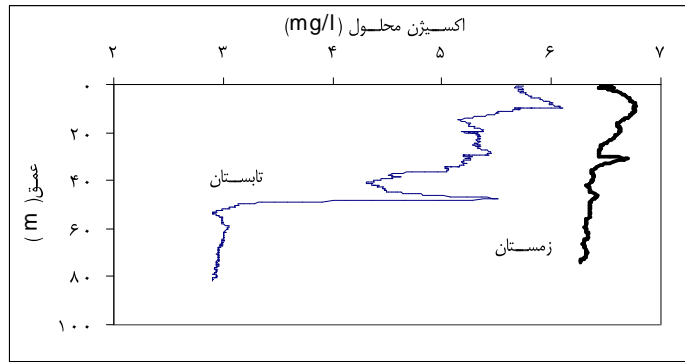 اکسیژن محلول (mg/l)
۲ ۳ ۴ ۵ ۶ ۷
۰
۲۰
۴۰
۶۰
۸۰
۱۰۰
عمق( m )
تابستان
زمستان